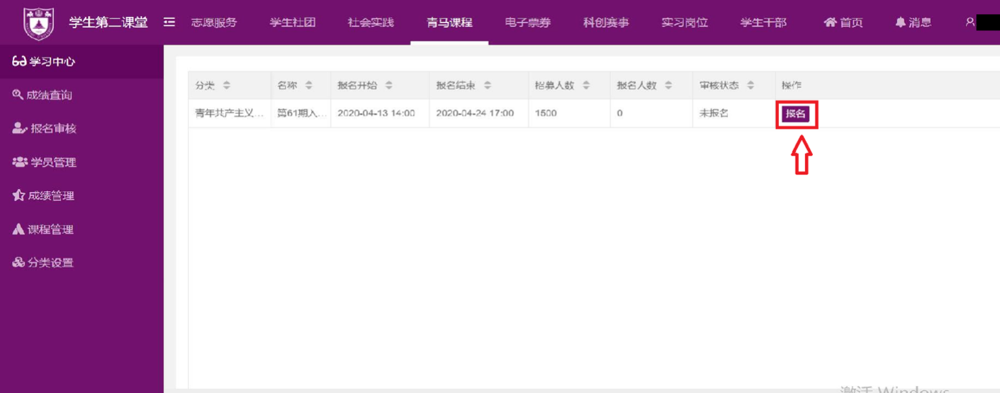 学生第二课堂 志愿服务 学生社团 社会实践 青马课程 电子票券 科创赛事 实习岗位 学生干部 首页 消息
学习中心
成绩查询
报名审核
学员管理
成绩管理
课程管理
分类设置
分类 名称 报名开始 报名结束 招募人数 报名人数 审核状态 操作
青年共产主义... 第61期入... 2020-04-13 14:00 2020-04-24 17:00 1500 0 未报名 报名
激活 Windows